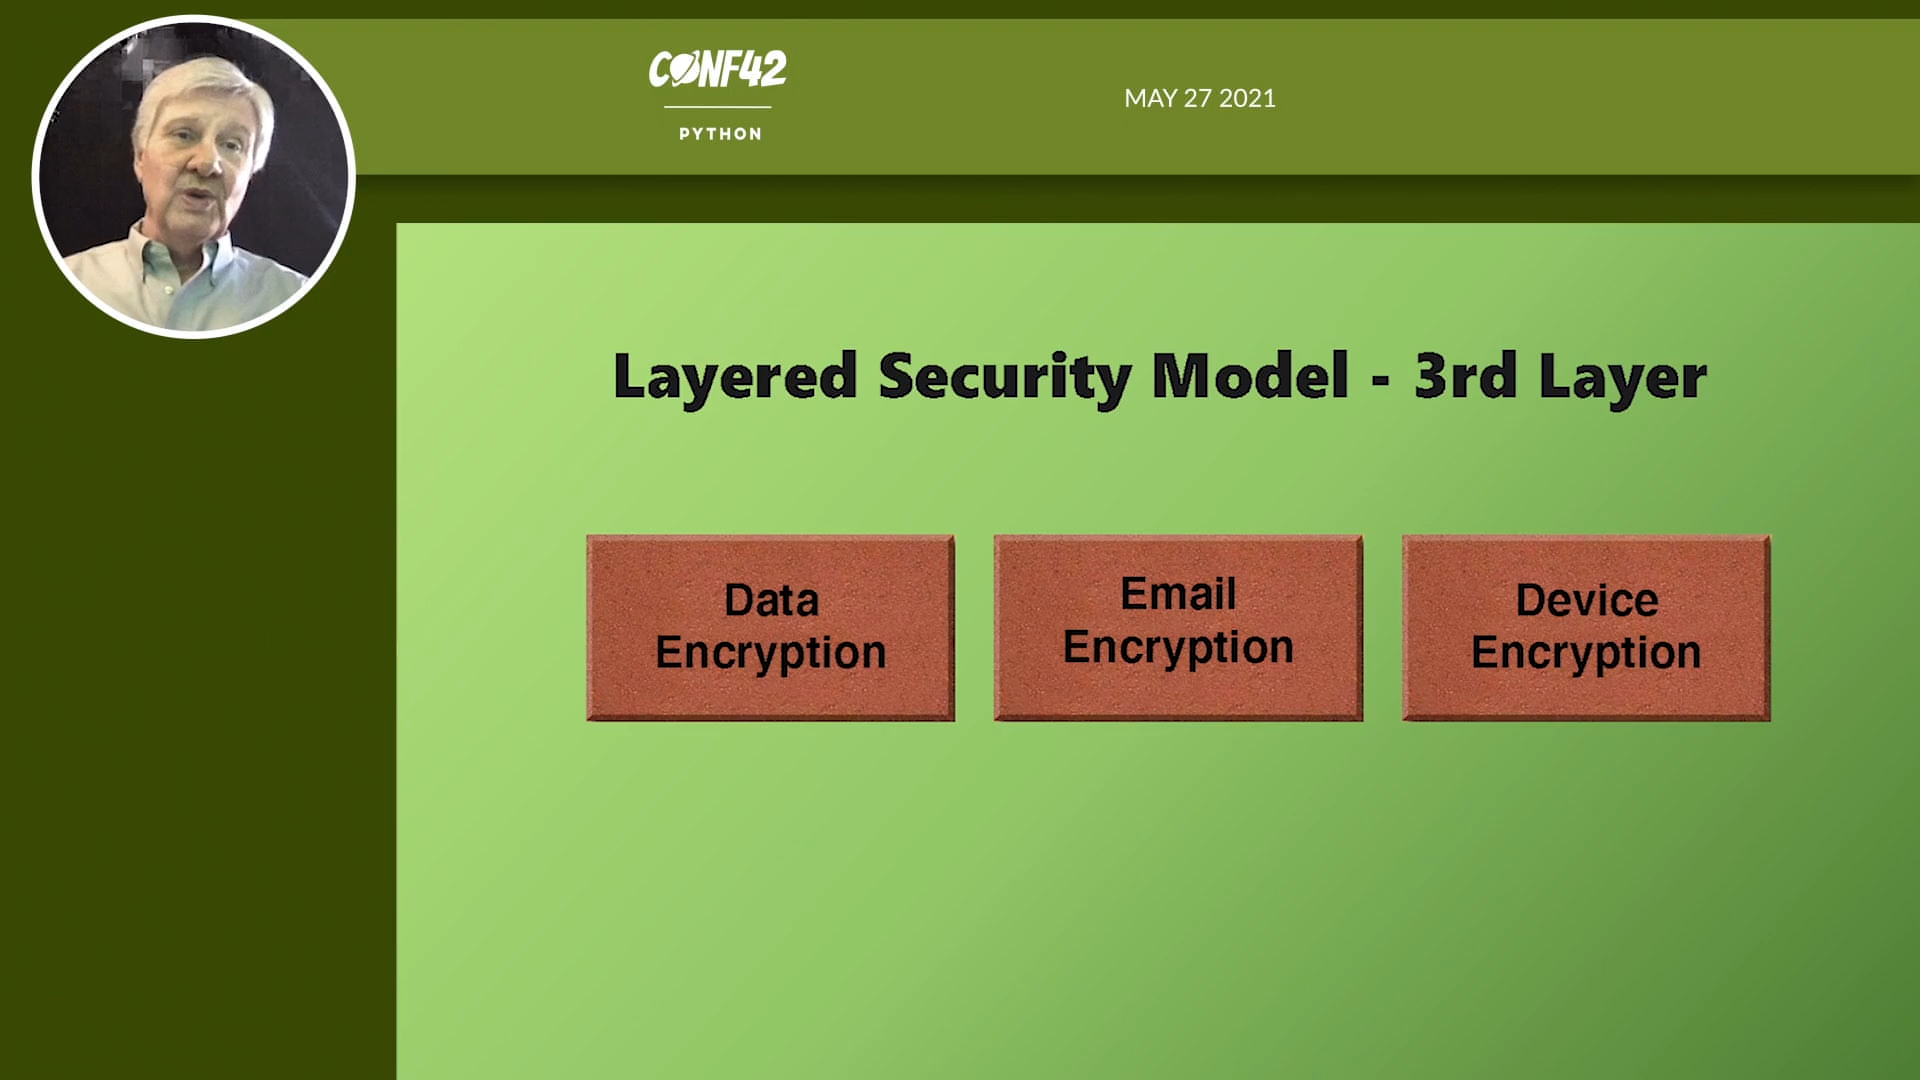 CONF42
PYTHON
MAY 27 2021
Layered Security Model - 3rd Layer
Data
Encryption
Email
Encryption
Device
Encryption